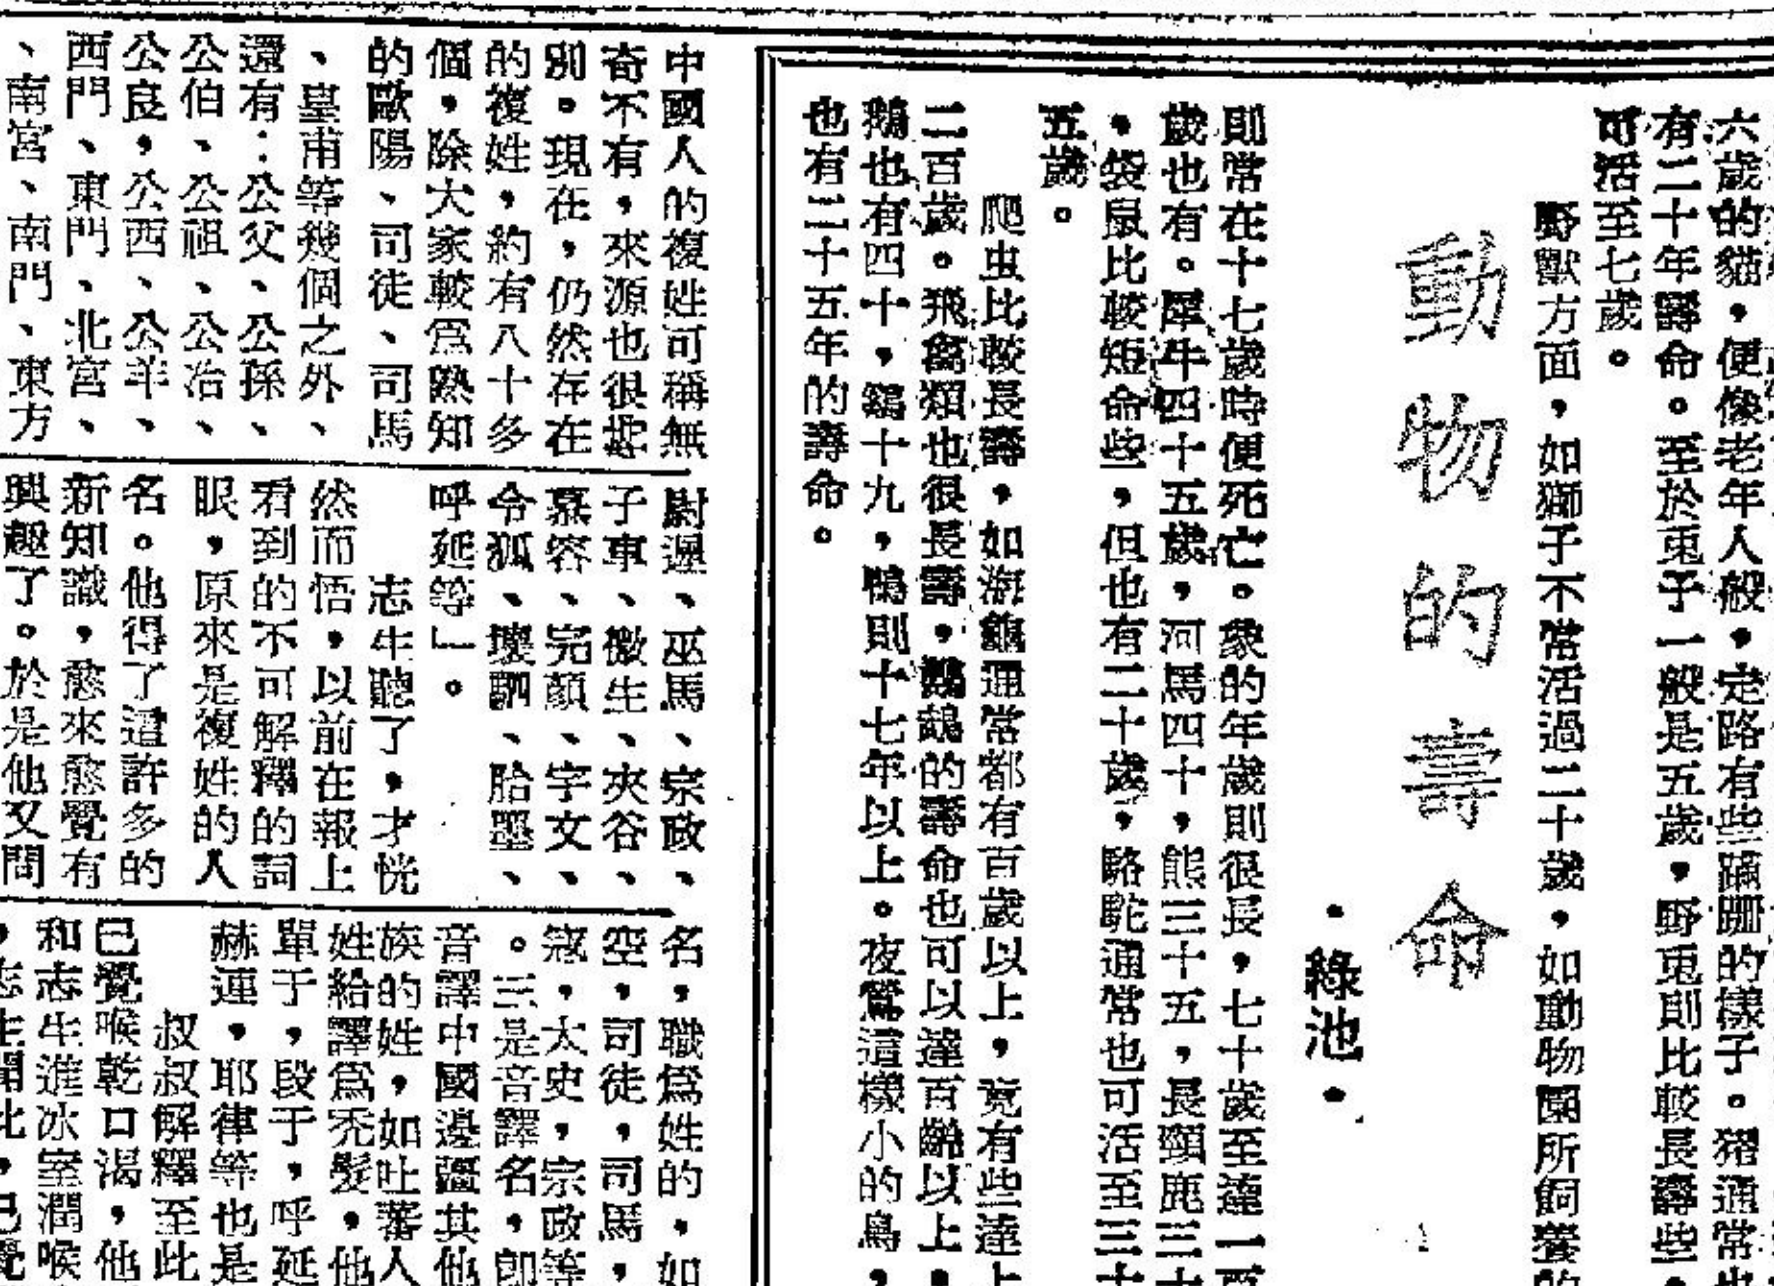 六歲的貓，便像老年人般，走路有些蹣跚的樣子。猪通常也
有二十年壽命。至於兎子一般是五歲，野兎則比較長壽些，
可活至七歲。
野獸方面，如獅子不常活過二十歲，如動物園所飼養的
動物的壽命
・綠池・
則常在十七歲時便死亡。象的年歲則很長，七十歲至達一百
歲也有。犀牛四十五歲，河馬四十，熊三十五，長頸鹿三十
，袋鼠比較短命些，但也有二十歲，駱駝通常也可活至三十
五歲。
爬虫比較長壽，如海龜通常都有百歲以上，竟有些達上
二百歲。飛禽類也很長壽，鸚鵡的壽命也可以達百齡以上，
鵝也有四十，鷄十九，鴨則十七年以上。夜鶯這樣小的鳥，
也有二十五年的壽命。
中國人的複姓可稱無
奇不有，來源也很
別。現在，仍然存在
的複姓，約有八十多
個，除大家較爲熟知
的歐陽、司徒、司馬
、皇甫等幾個之外、
還有：公父、公孫、
公伯、公祖、公冶、
公良，公西、公羊、
西門、東門、北宮、
、南宮、南門、東方
尉遲、巫馬、宗政、
子車、微生、夾谷、
慕容、完顏、宇文、
令狐、壤駟、胎墨、
呼延等」。
志生聽了，才恍
然而悟，以前在報上
看到的不可解釋的詞
眼，原來是複姓的人
名。他得了這許多的
新知識，愈來愈覺有
興趣了。於是他又問
名，職爲姓的，如
空，司徒，司馬，
寇，太史，宗政等
。三是音譯名，卽
音譯中國邊疆其他
族的姓，如吐蕃人
姓給譯爲禿髮，他
單于，段于，呼延
赫連，耶律等也是
叔叔解釋至此
已覺喉乾口渴，他
和志生進冰室潤喉
，志生聞此，已覺